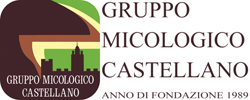 GRUPPO
MICOLOGICO
CASTELLANO
ANNO DI FONDAZIONE 1989
GRUPPO MICOLOGICO
CASTELLANO